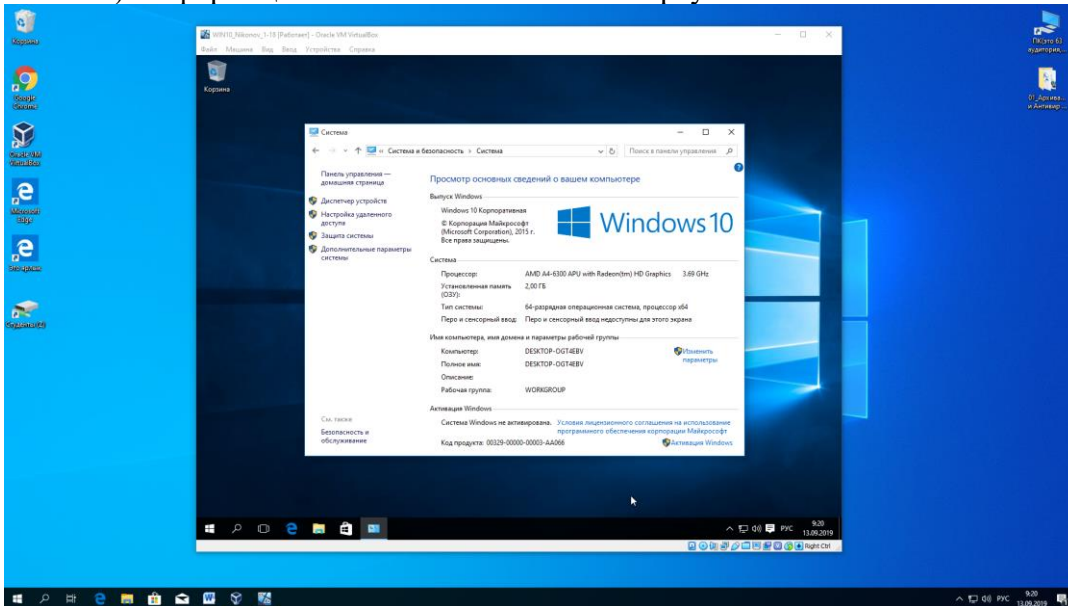 Корзина
Google
Chrome
Oracle VM
VirtualBox
Microsoft
Edge
WIN10_Nikonov_1-18 [Работает] - Oracle VM VirtualBox
Файл Машина Вид Ввод Устройства Справка
Корзина
Система
Система и безопасность > Система
Поиск в панели управления
Панель управления —
домашняя страница
Диспетчер устройств
Настройка удаленного
доступа
Защита системы
Дополнительные параметры
системы
Просмотр основных сведений о вашем компьютере
Выпуск Windows
Windows 10 Корпоративная
© Корпорация Майкрософт
(Microsoft Corporation), 2015 г.
Все права защищены.
Windows 10
Система
Процессор: AMD A4-6300 APU with Radeon(tm) HD Graphics 3.69 GHz
Установленная память 2,00 ГБ
(ОЗУ):
Тип системы: 64-разрядная операционная система, процессор x64
Перо и сенсорный ввод: Перо и сенсорный ввод недоступны для этого экрана
Имя компьютера, имя домена и параметры рабочей группы
Компьютер: DESKTOP-OGT4EBV
Изменить
параметры
Полное имя: DESKTOP-OGT4EBV
Описание:
Рабочая группа: WORKGROUP
Активация Windows
Система Windows не активирована. Условия лицензионного соглашения на использование
программного обеспечения корпорации Майкрософт
Код продукта: 00329-00000-00003-AA066
Активация Windows
См. также
Безопасность и
обслуживание
РУС
9:20
13.09.2019
Right Ctrl
РУС
9:20
13.09.2019